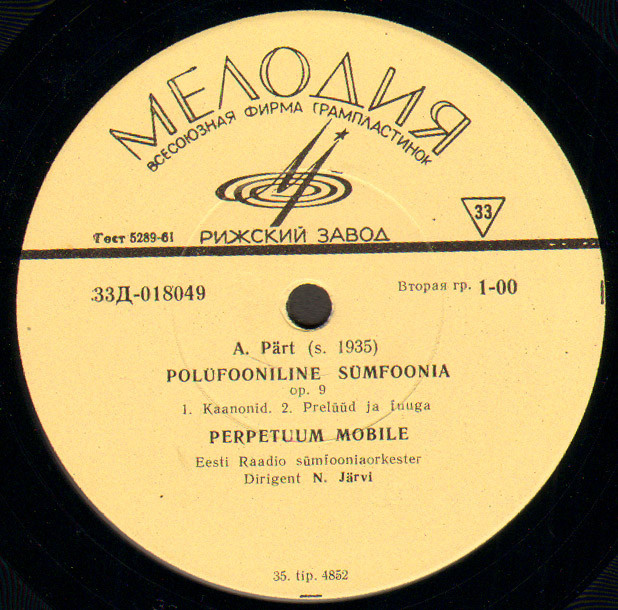 МЕЛОДИЯ
ВСЕСОЮЗНАЯ ФИРМА ГРАМПЛАСТИНОК
33
Гост 5289-61
РИЖСКИЙ ЗАВОД
33Д-018049
Вторая гр. 1-00
A. Pärt (s. 1935)
POLÜFOONILINE SÜMFOONIA
op. 9
1. Kaanonid. 2. Prelüüd ja fuuga
PERPETUUM MOBILE
Eesti Raadio sümfooniaorkester
Dirigent N. Järvi
35. tip. 4852